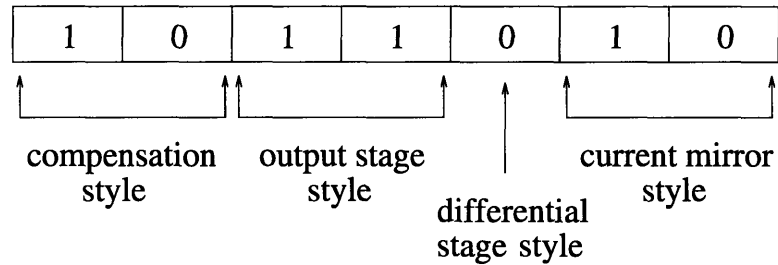 1 0 1 1 0 1 0
compensation style
output stage style
differential stage style
current mirror style